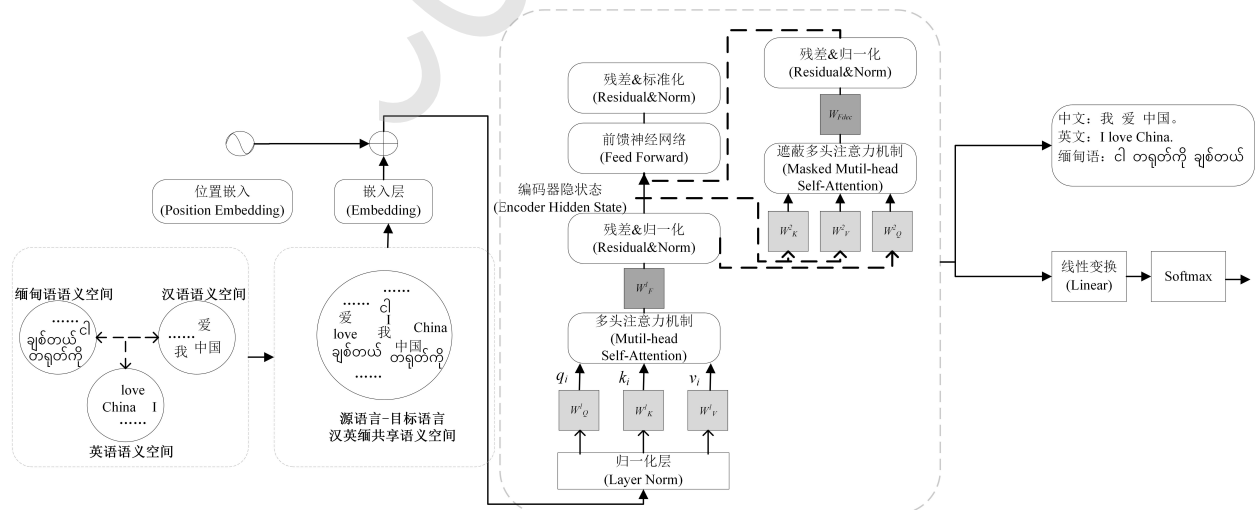 缅甸语语义空间
汉语语义空间
……
ငါ
ချစ်တယ်
တရုတ်ကို
爱
……
我 中国
love
China I
……
英语语义空间
位置嵌入
(Position Embedding)
嵌入层
(Embedding)
……
……
ငါ
爱
I
love
我
China
ချစ်တယ်
中国
တရုတ်ကို
……
源语言-目标语言
汉英缅共享语义空间
残差&标准化
(Residual&Norm)
前馈神经网络
(Feed Forward)
编码器隐状态
(Encoder Hidden State)
残差&归一化
(Residual&Norm)
W^1_F
多头注意力机制
(Mutil-head
Self-Attention)
q_i k_i v_i
W^1_Q W^1_K W^1_V
归一化层
(Layer Norm)
残差&归一化
(Residual&Norm)
W_Fdec
遮蔽多头注意力机制
(Masked Mutil-head
Self-Attention)
W^2_K W^2_V W^2_Q
中文：我 爱 中国。
英文：I love China.
缅甸语：ငါ တရုတ်ကို ချစ်တယ်
线性变换
(Linear)
Softmax